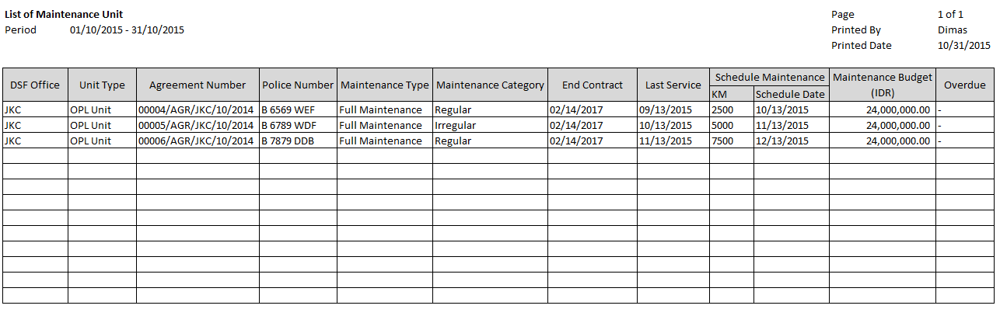 List of Maintenance Unit Page 1 of 1
Period 01/10/2015 - 31/10/2015 Printed By Dimas
Printed Date 10/31/2015
DSF Office Unit Type Agreement Number Police Number Maintenance Type Maintenance Category End Contract Last Service Schedule Maintenance Maintenance Budget (IDR) Overdue
KM Schedule Date
JKC OPL Unit 00004/AGR/JKC/10/2014 B 6569 WEF Full Maintenance Regular 02/14/2017 09/13/2015 2500 10/13/2015 24,000,000.00 -
JKC OPL Unit 00005/AGR/JKC/10/2014 B 6789 WDF Full Maintenance Irregular 02/14/2017 10/13/2015 5000 11/13/2015 24,000,000.00 -
JKC OPL Unit 00006/AGR/JKC/10/2014 B 7879 DDB Full Maintenance Regular 02/14/2017 11/13/2015 7500 12/13/2015 24,000,000.00 -